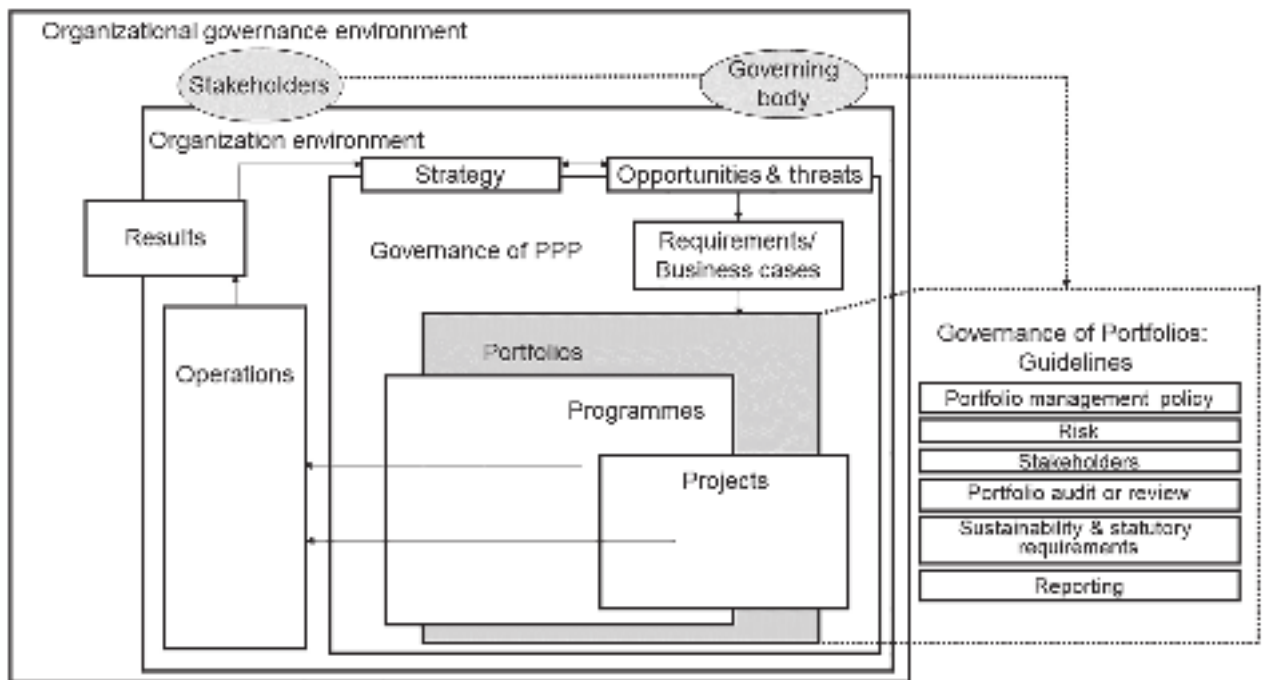 Organizational governance environment
Stakeholders
Governing
body
Organization environment
Strategy
Opportunities & threats
Results
Governance of PPP
Requirements/
Business cases
Operations
Portfolios
Programmes
Projects
Governance of Portfolios:
Guidelines
Portfolio management policy
Risk
Stakeholders
Portfolio audit or review
Sustainability & statutory
requirements
Reporting